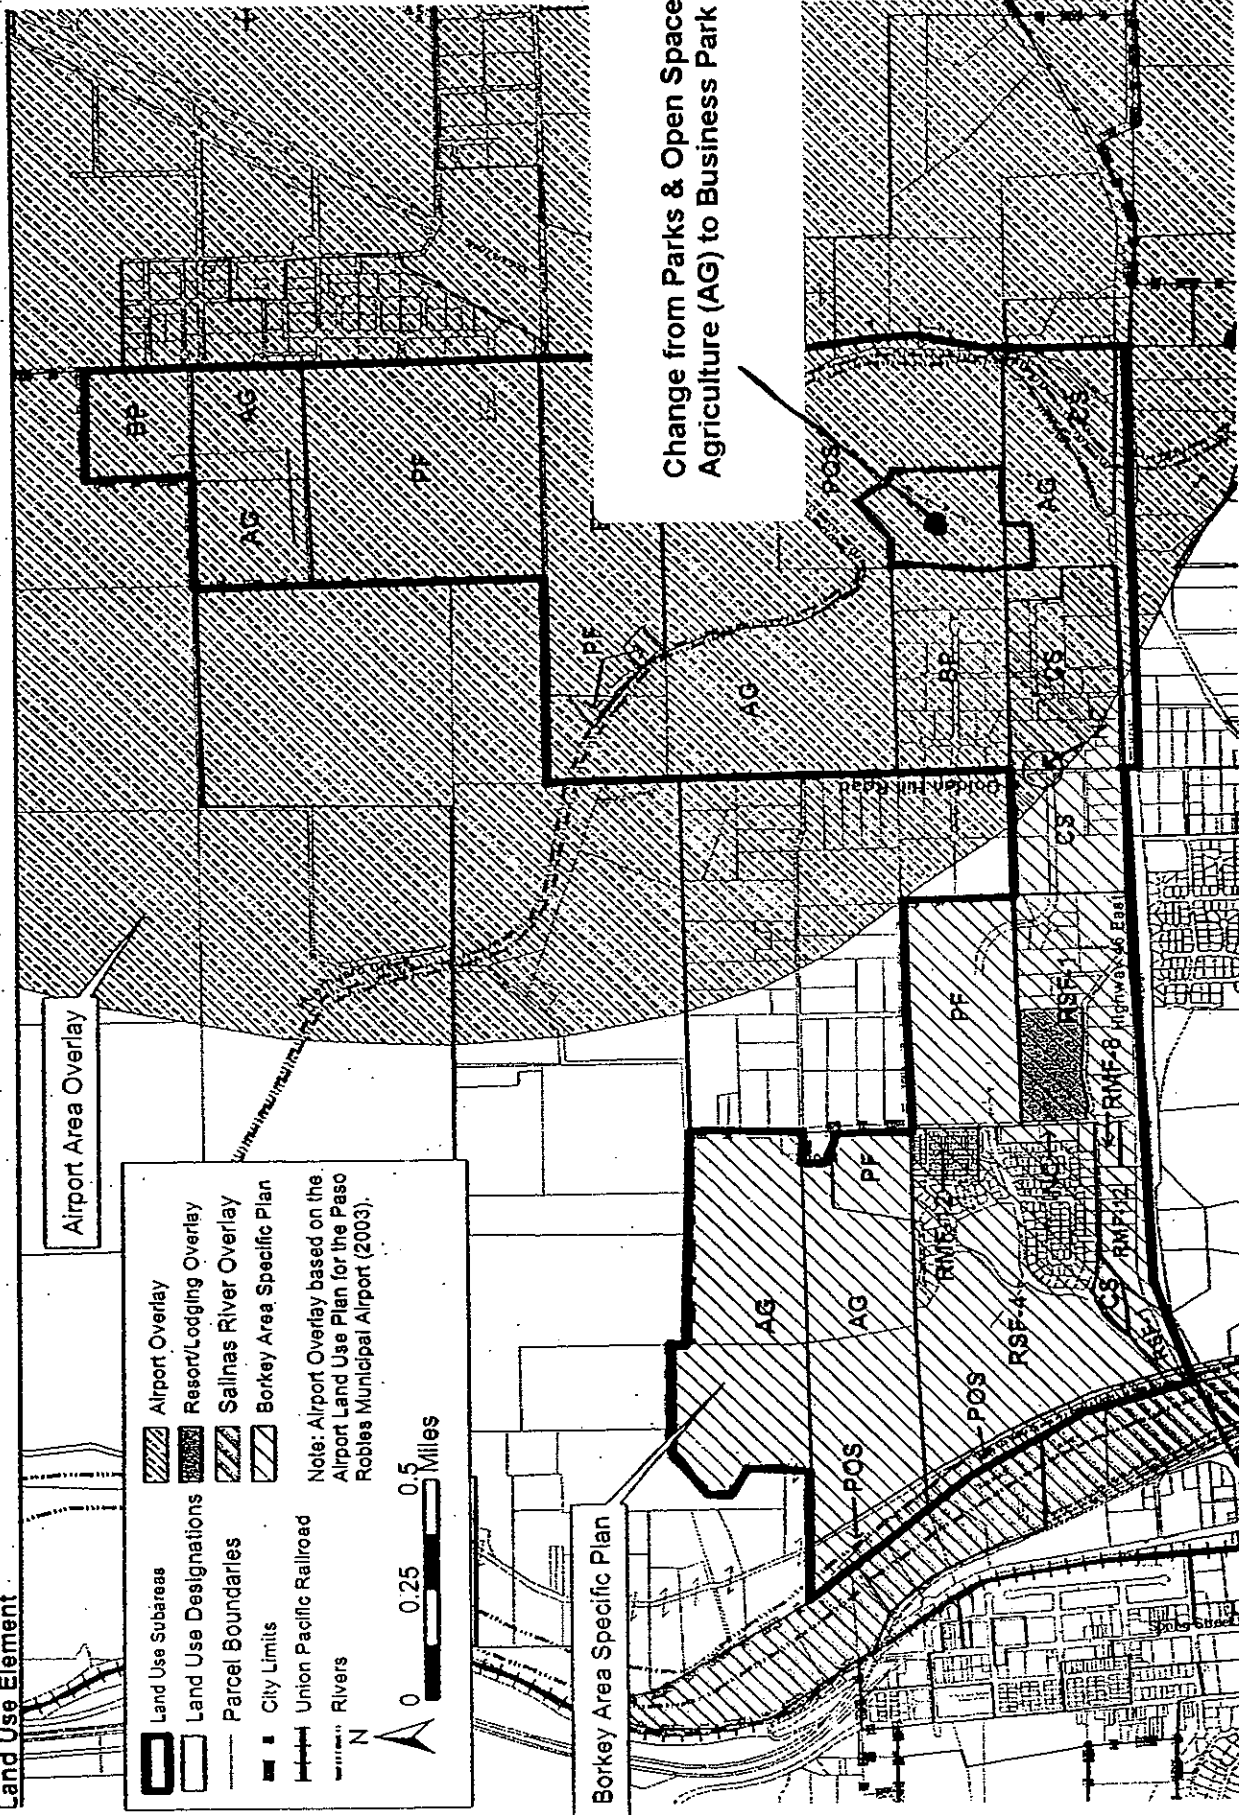 Land Use Element
Land Use Subareas
Land Use Designations
Parcel Boundaries
City Limits
Union Pacific Railroad
Rivers
Airport Overlay
Resort/Lodging Overlay
Salinas River Overlay
Borkey Area Specific Plan
Note: Airport Overlay based on the
Airport Land Use Plan for the Paso
Robles Municipal Airport (2003).
N
0 0.25 0.5
Miles
Airport Area Overlay
Borkey Area Specific Plan
Change from Parks & Open Space
Agriculture (AG) to Business Park
BP
AG
AG
PF
PF
AG
POS
BP
AG
CS
CS
CS
Golden Hill Road
PF
RSF-1
RMF-8
Highway 46 East
AG
AG
PF
RMF-12
RSF-4
NC
RMF-12
CS
RSF-1
POS
POS